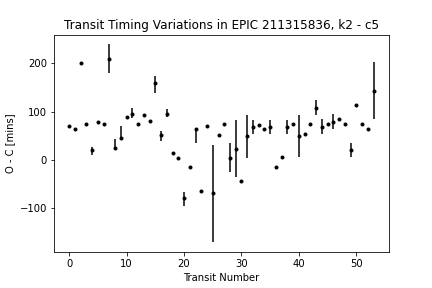 Transit Timing Variations in EPIC 211315836, k2 - c5
O - C [mins]
200
100
0
−100
0 10 20 30 40 50
Transit Number